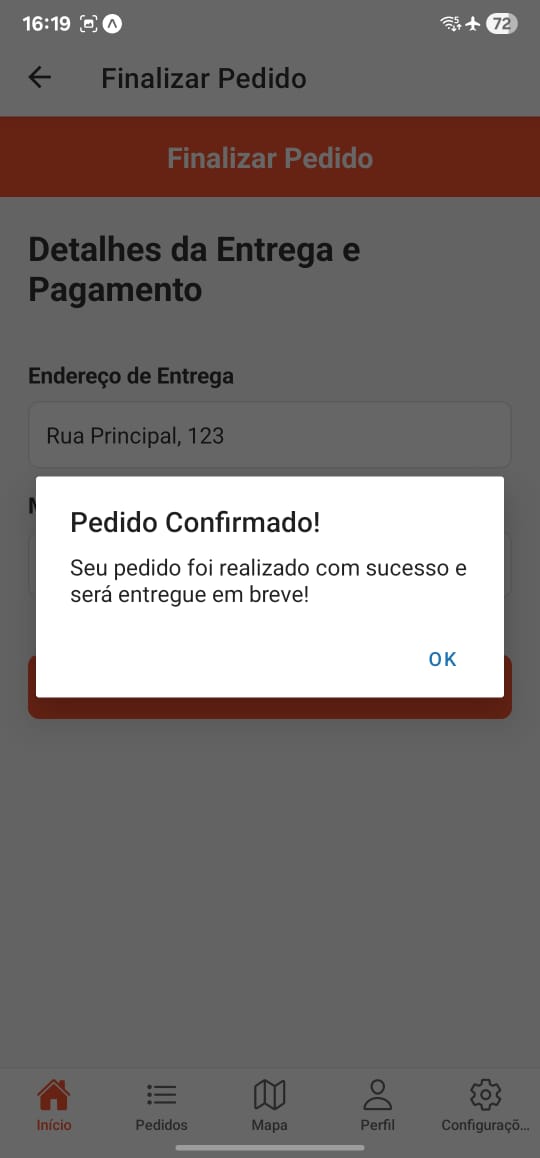 16:19
72
Finalizar Pedido
Finalizar Pedido
Detalhes da Entrega e
Pagamento
Endereço de Entrega
Rua Principal, 123
Pedido Confirmado!
Seu pedido foi realizado com sucesso e
será entregue em breve!
OK
Início
Pedidos
Mapa
Perfil
Configuraçõ...